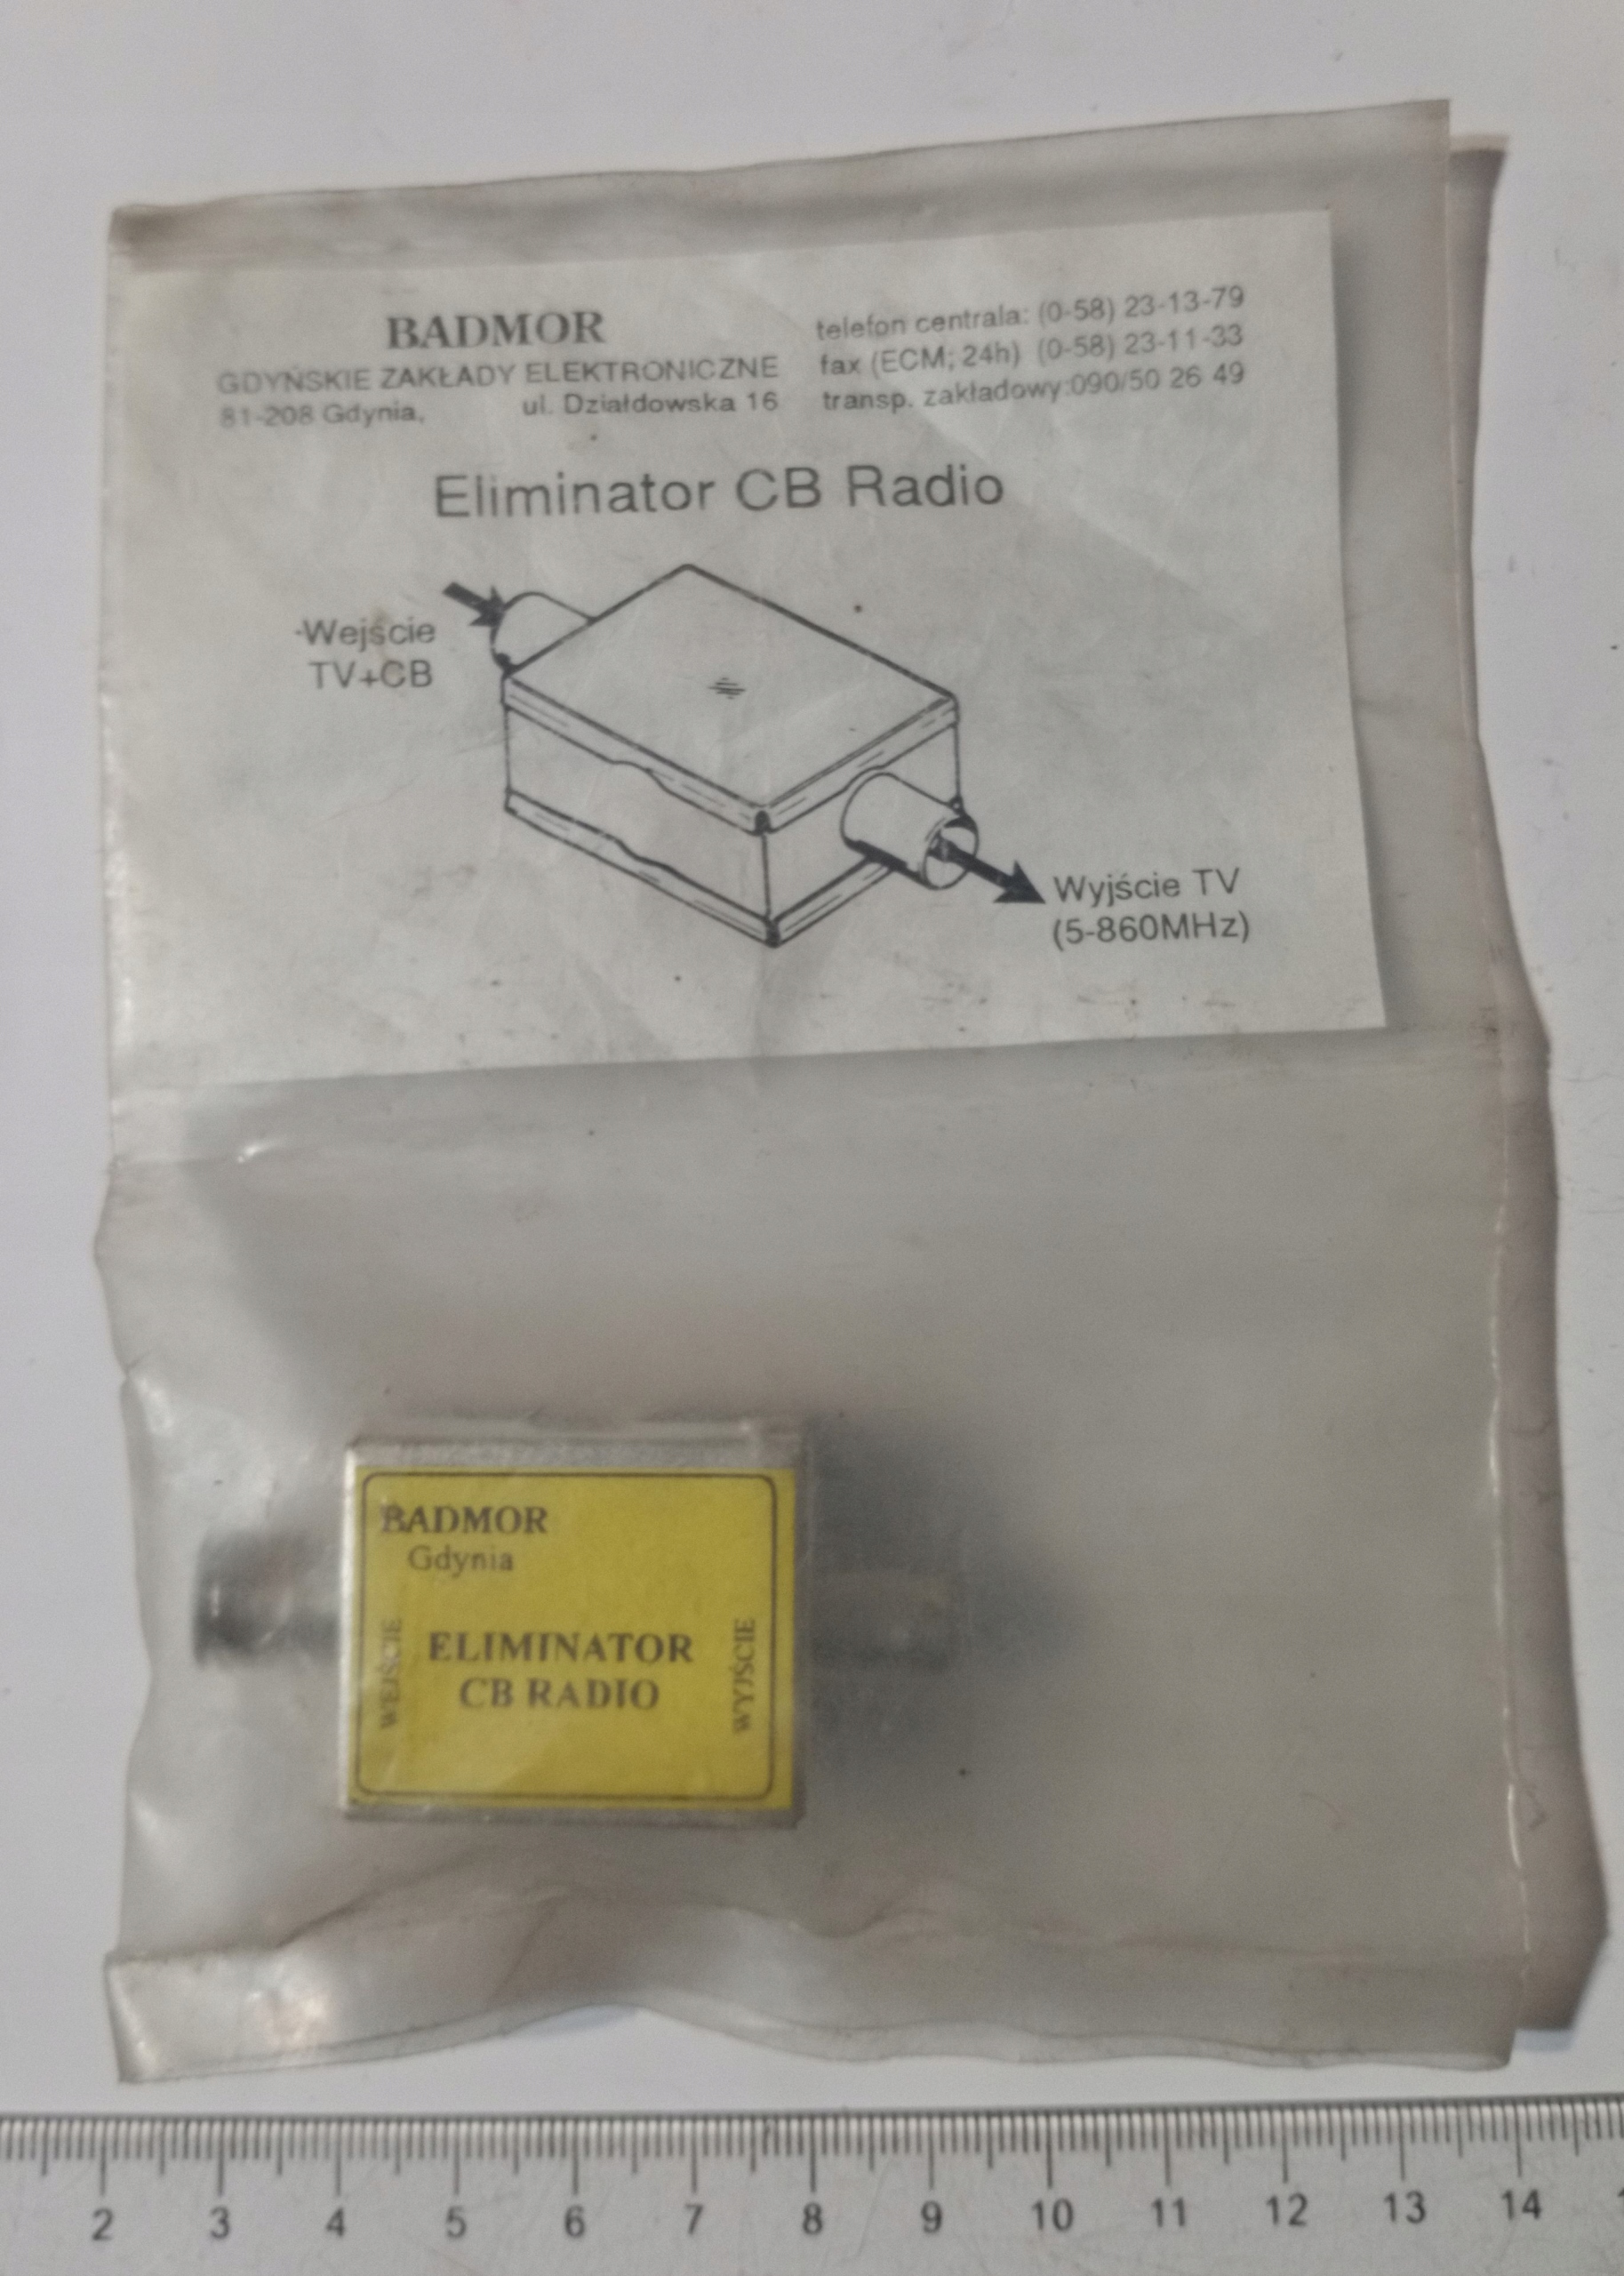 BADMOR
GDYŃSKIE ZAKŁADY ELEKTRONICZNE
81-208 Gdynia, ul. Działdowska 16
telefon centrala: (0-58) 23-13-79
fax (ECM; 24h) (0-58) 23-11-33
transp. zakładowy:090/50 26 49
Eliminator CB Radio
Wejście
TV+CB
Wyjście TV
(5-860MHz)
BADMOR
Gdynia
WEJŚCIE
ELIMINATOR
CB RADIO
WYJŚCIE
2 3 4 5 6 7 8 9 10 11 12 13 14